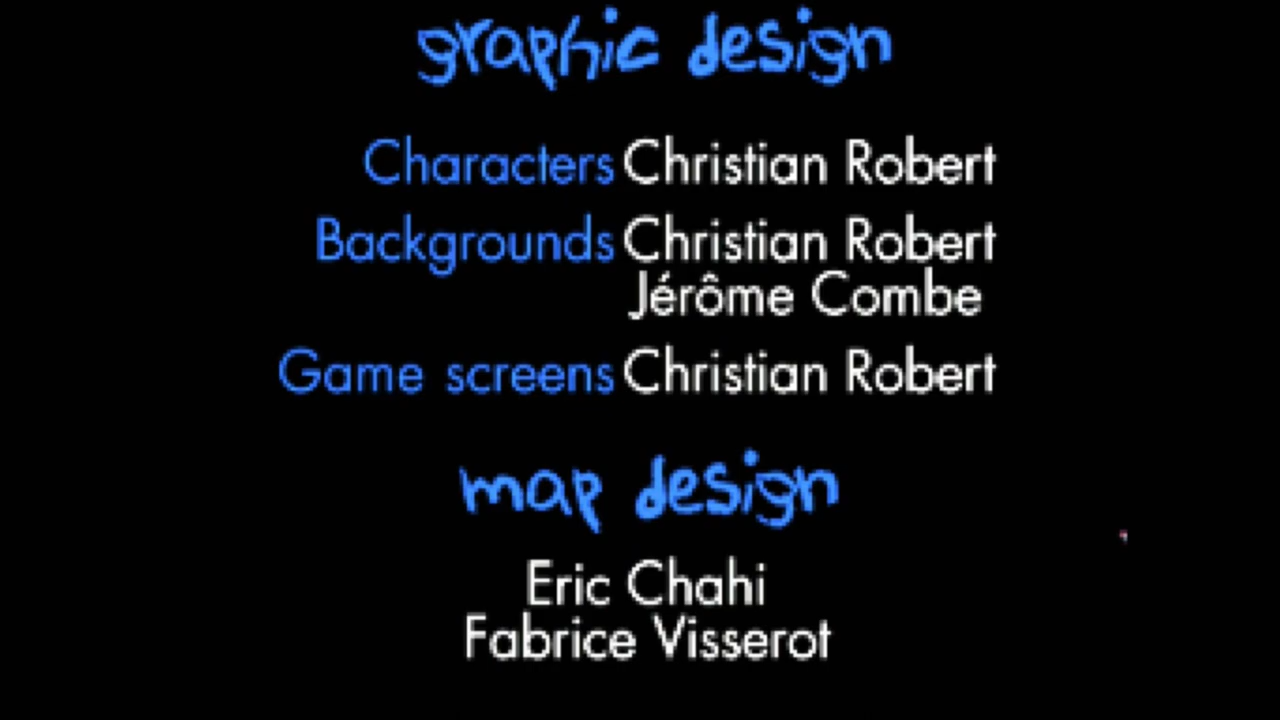 graphic design
Characters Christian Robert
Backgrounds Christian Robert
Jérôme Combe
Game screens Christian Robert
map design
Eric Chahi
Fabrice Visserot